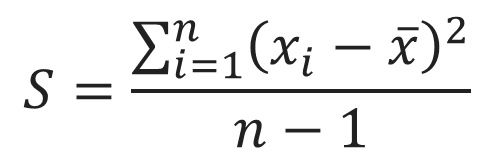 S = \frac{\sum_{i=1}^{n}(x_i - \bar{x})^2}{n - 1}